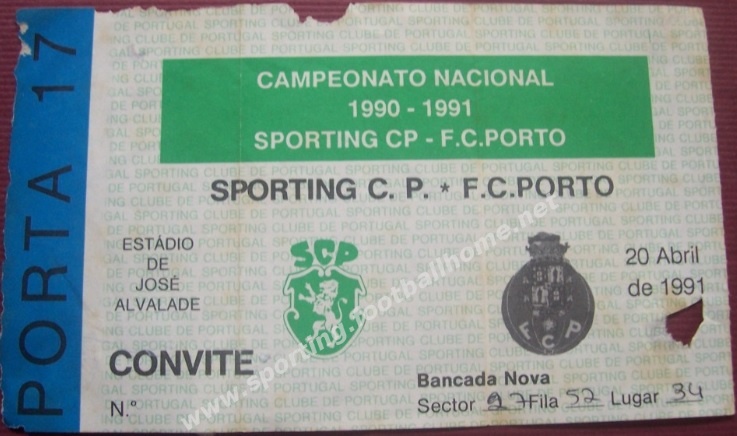 PORTA 17
CAMPEONATO NACIONAL
1990 - 1991
SPORTING CP - F.C.PORTO
SPORTING C. P. * F.C.PORTO
ESTÁDIO
DE
JOSÉ
ALVALADE
SCP
FCP
20 Abril
de 1991
CONVITE
N.º
Bancada Nova
Sector 27 Fila 52 Lugar 34
www.sporting.footballhome.net